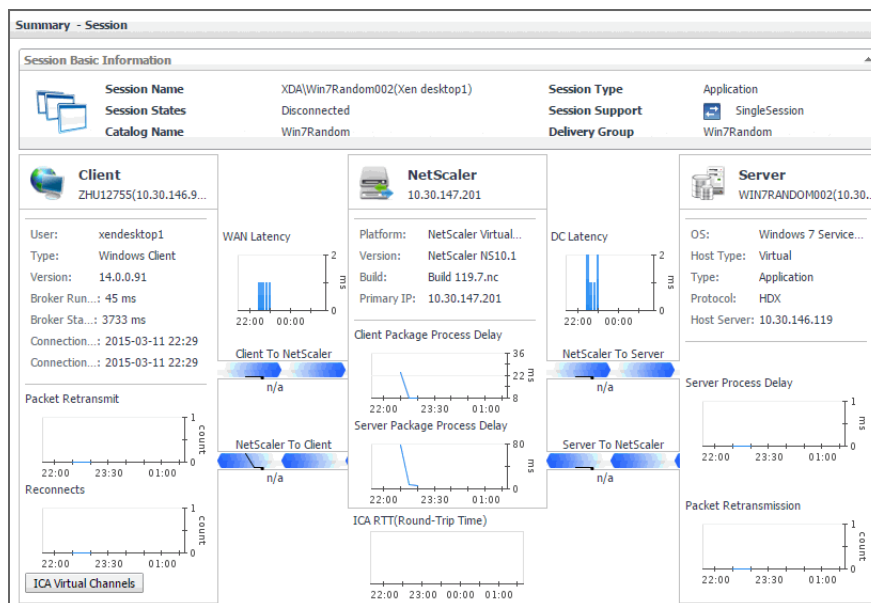 Summary - Session
Session Basic Information
Session Name XDA\Win7Random002(Xen desktop1) Session Type Application
Session States Disconnected Session Support SingleSession
Catalog Name Win7Random Delivery Group Win7Random
Client
ZHU12755(10.30.146.9...
User: xendesktop1
Type: Windows Client
Version: 14.0.0.91
Broker Run...: 45 ms
Broker Sta...: 3733 ms
Connection...: 2015-03-11 22:29
Connection...: 2015-03-11 22:29
Packet Retransmit
1
count
0
22:00 23:30 01:00
Reconnects
1
count
0
22:00 23:30 01:00
ICA Virtual Channels
WAN Latency
2
ms
0
22:00 00:00
Client To NetScaler
n/a
NetScaler To Client
n/a
NetScaler
10.30.147.201
Platform: NetScaler Virtual...
Version: NetScaler NS10.1
Build: Build 119.7.nc
Primary IP: 10.30.147.201
Client Package Process Delay
36
22
ms
8
22:00 23:30 01:00
Server Package Process Delay
80
ms
0
22:00 23:30 01:00
ICA RTT(Round-Trip Time)
22:00 23:00 00:00 01:00
DC Latency
2
ms
0
22:00 00:00
NetScaler To Server
n/a
Server To NetScaler
n/a
Server
WIN7RANDOM002(10.30...
OS: Windows 7 Service...
Host Type: Virtual
Type: Application
Protocol: HDX
Host Server: 10.30.146.119
Server Process Delay
1
ms
0
22:00 23:30 01:00
Packet Retransmission
1
count
0
22:00 23:30 01:00